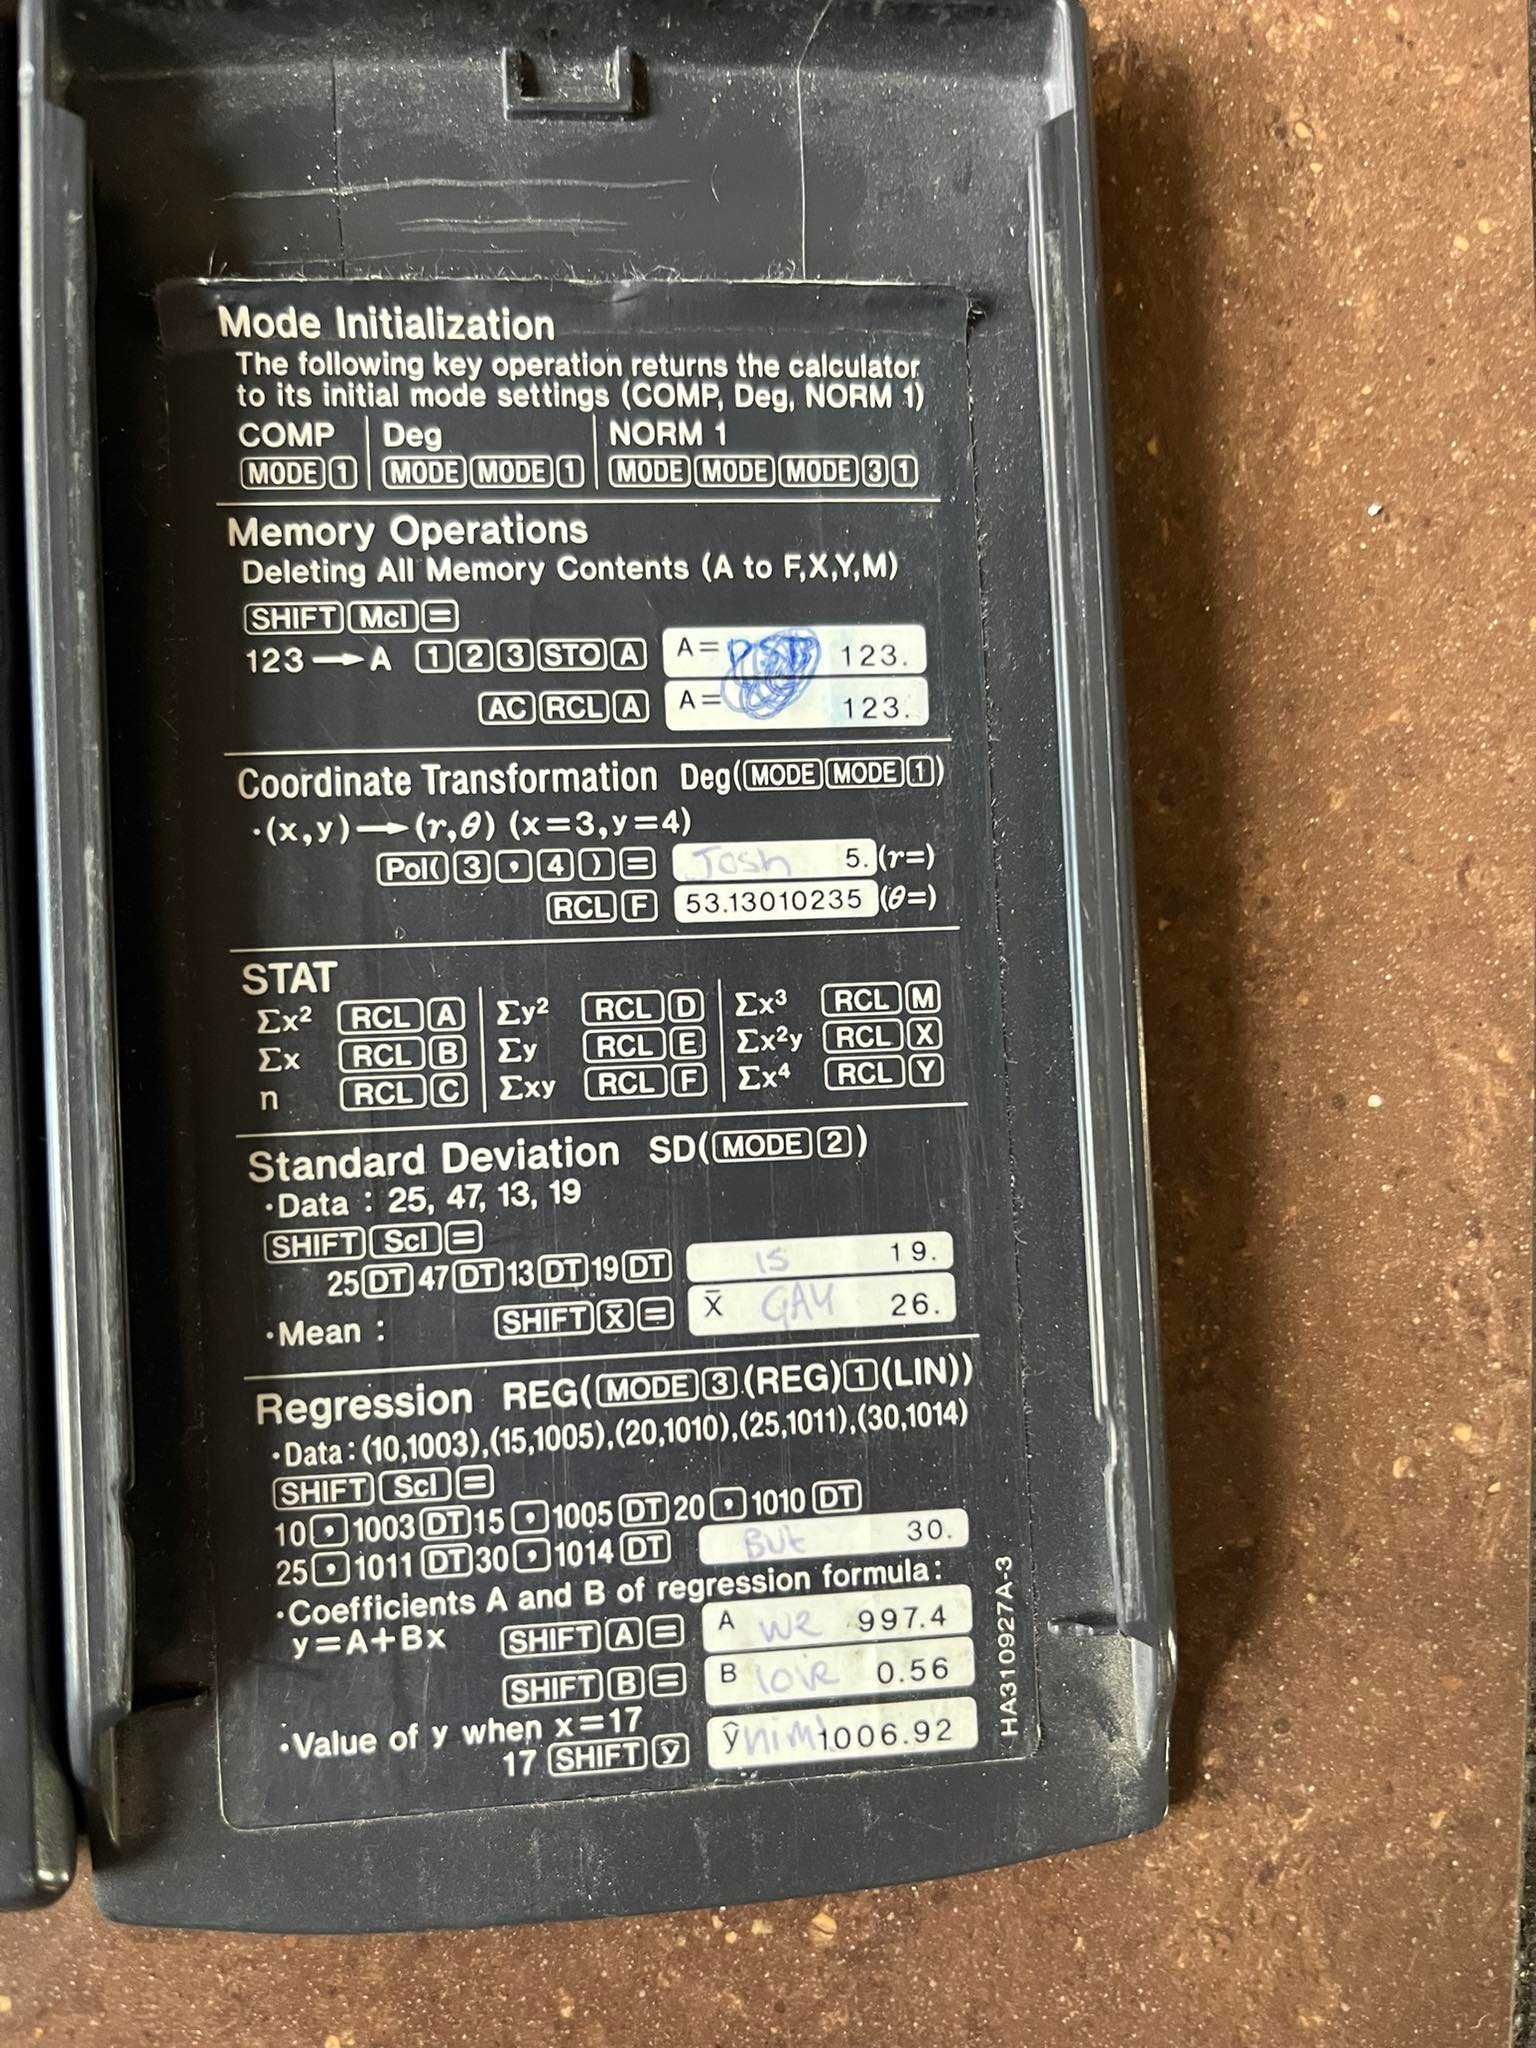 Mode Initialization
The following key operation returns the calculator
to its initial mode settings (COMP, Deg, NORM 1)
COMP Deg NORM 1
MODE 1 MODE MODE 1 MODE MODE MODE 3 1
Memory Operations
Deleting All Memory Contents (A to F,X,Y,M)
SHIFT Mcl =
123 → A 1 2 3 STO A A= 123.
AC RCL A A= 123.
Coordinate Transformation Deg(MODE MODE 1)
·(x,y)→(r,θ) (x=3,y=4)
Pol( 3 , 4 ) = Josh 5. (r=)
RCL F 53.13010235 (θ=)
STAT
Σx² RCL A Σy² RCL D Σx³ RCL M
Σx RCL B Σy RCL E Σx²y RCL X
n RCL C Σxy RCL F Σx⁴ RCL Y
Standard Deviation SD(MODE 2)
·Data : 25, 47, 13, 19
SHIFT Scl =
25 DT 47 DT 13 DT 19 DT is 19.
·Mean : SHIFT x̄ = x̄ GAY 26.
Regression REG(MODE 3 (REG) 1 (LIN))
·Data : (10,1003),(15,1005),(20,1010),(25,1011),(30,1014)
SHIFT Scl =
10 , 1003 DT 15 , 1005 DT 20 , 1010 DT
25 , 1011 DT 30 , 1014 DT But 30.
·Coefficients A and B of regression formula:
y=A+Bx SHIFT A = A we 997.4
SHIFT B = B love 0.56
·Value of y when x=17
17 SHIFT ŷ ŷ him! 1006.92
HA310927A-3